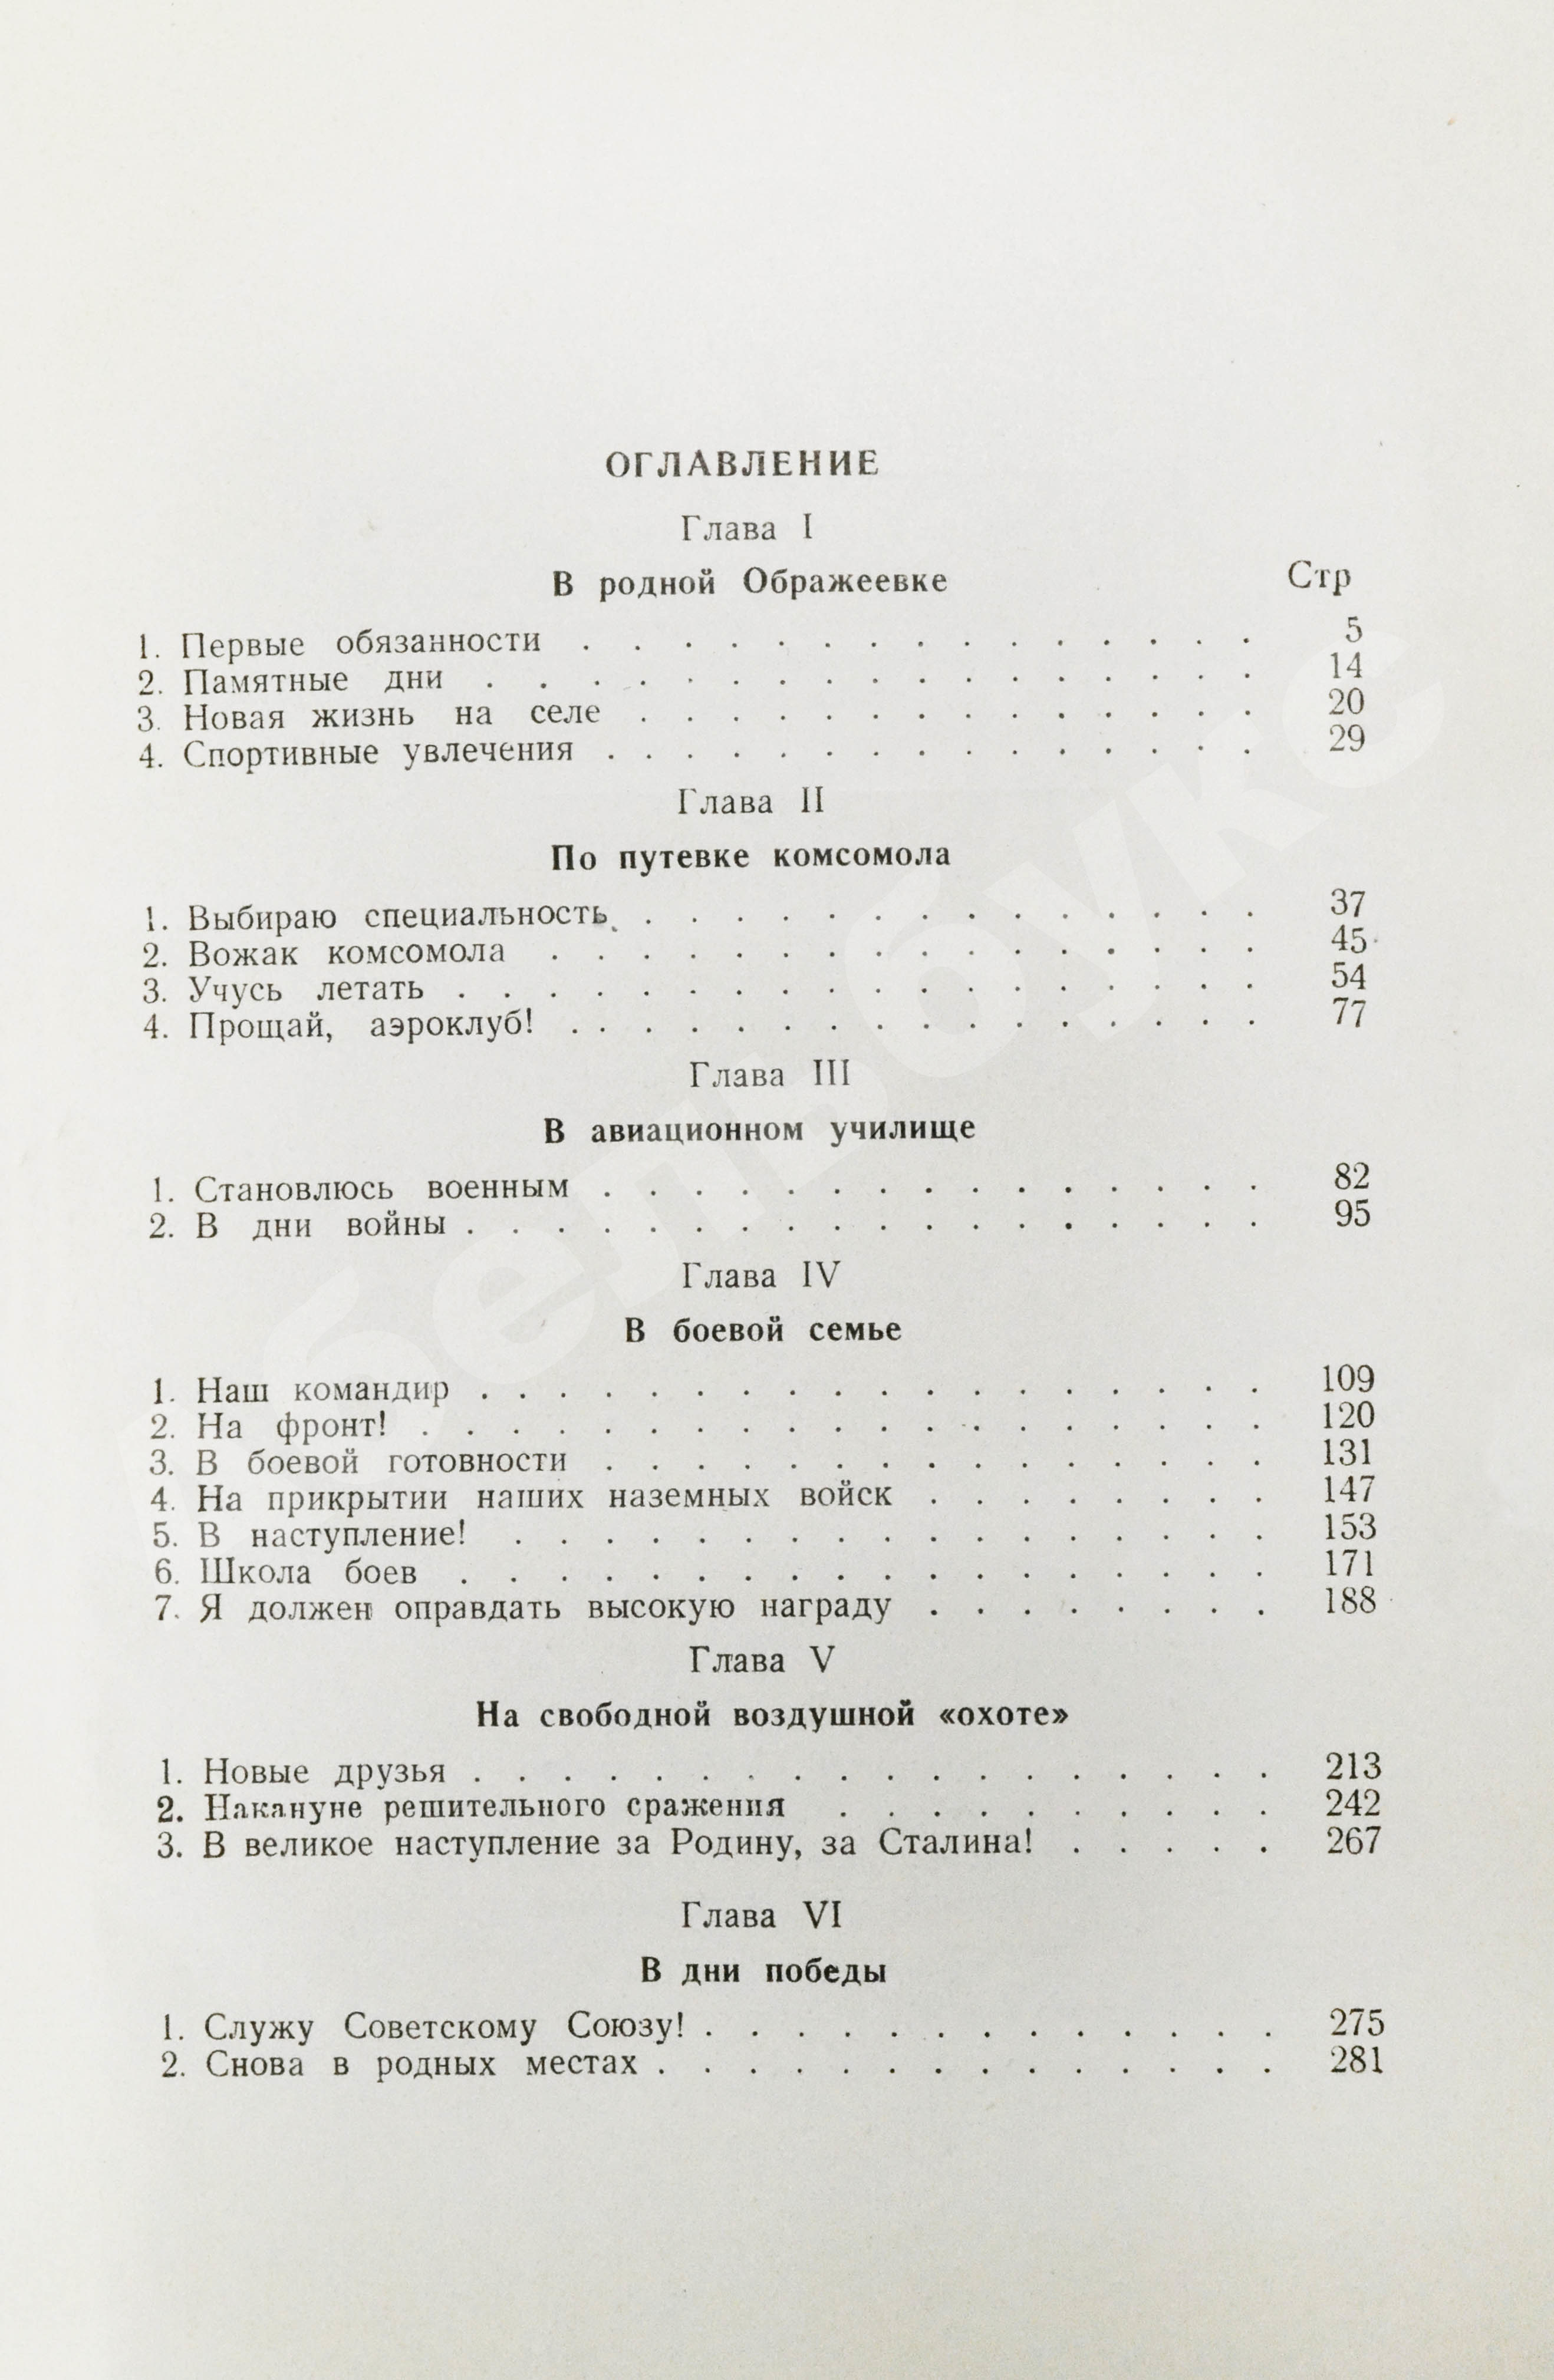 ОГЛАВЛЕНИЕ
Глава I
В родной Ображеевке
Стр
1. Первые обязанности . . . . . . . . . . . . . . . 5
2. Памятные дни . . . . . . . . . . . . . . . . . 14
3. Новая жизнь на селе . . . . . . . . . . . . . . 20
4. Спортивные увлечения . . . . . . . . . . . . . . . 29
Глава II
По путевке комсомола
1. Выбираю специальность . . . . . . . . . . . . . . 37
2. Вожак комсомола . . . . . . . . . . . . . . . . 45
3. Учусь летать . . . . . . . . . . . . . . . . . . 54
4. Прощай, аэроклуб! . . . . . . . . . . . . . . . . 77
Глава III
В авиационном училище
1. Становлюсь военным . . . . . . . . . . . . . . . 82
2. В дни войны . . . . . . . . . . . . . . . . . . 95
Глава IV
В боевой семье
1. Наш командир . . . . . . . . . . . . . . . . . . 109
2. На фронт! . . . . . . . . . . . . . . . . . . . 120
3. В боевой готовности . . . . . . . . . . . . . . . 131
4. На прикрытии наших наземных войск . . . . . . . . 147
5. В наступление! . . . . . . . . . . . . . . . . . 153
6. Школа боев . . . . . . . . . . . . . . . . . . 171
7. Я должен оправдать высокую награду . . . . . . . . 188
Глава V
На свободной воздушной «охоте»
1. Новые друзья . . . . . . . . . . . . . . . . . . 213
2. Накануне решительного сражения . . . . . . . . . . 242
3. В великое наступление за Родину, за Сталина! . . . . . 267
Глава VI
В дни победы
1. Служу Советскому Союзу! . . . . . . . . . . . . . 275
2. Снова в родных местах . . . . . . . . . . . . . . 281